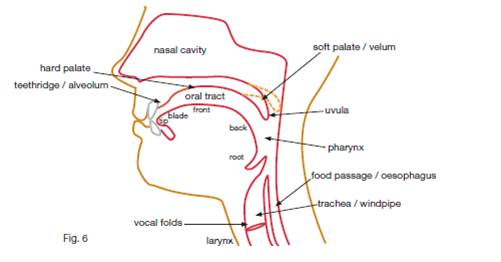 nasal cavity
soft palate / velum
hard palate
teethridge / alveolum
oral tract
front
blade
uvula
back
pharynx
root
food passage / oesophagus
trachea / windpipe
vocal folds
larynx
Fig. 6